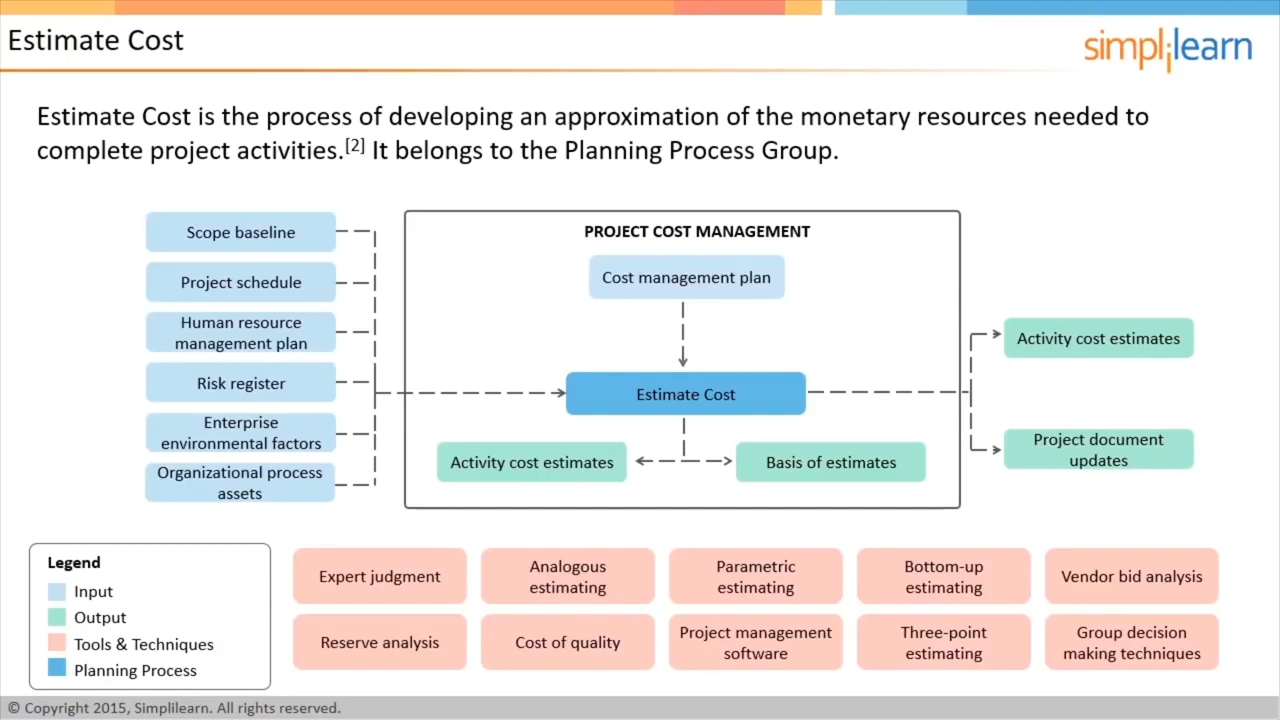 Estimate Cost
simplilearn
Estimate Cost is the process of developing an approximation of the monetary resources needed to
complete project activities.[2] It belongs to the Planning Process Group.
Scope baseline
Project schedule
Human resource
management plan
Risk register
Enterprise
environmental factors
Organizational process
assets
PROJECT COST MANAGEMENT
Cost management plan
Estimate Cost
Activity cost estimates
Basis of estimates
Activity cost estimates
Project document
updates
Legend
Input
Output
Tools & Techniques
Planning Process
Expert judgment
Analogous
estimating
Parametric
estimating
Bottom-up
estimating
Vendor bid analysis
Reserve analysis
Cost of quality
Project management
software
Three-point
estimating
Group decision
making techniques
© Copyright 2015, Simplilearn. All rights reserved.